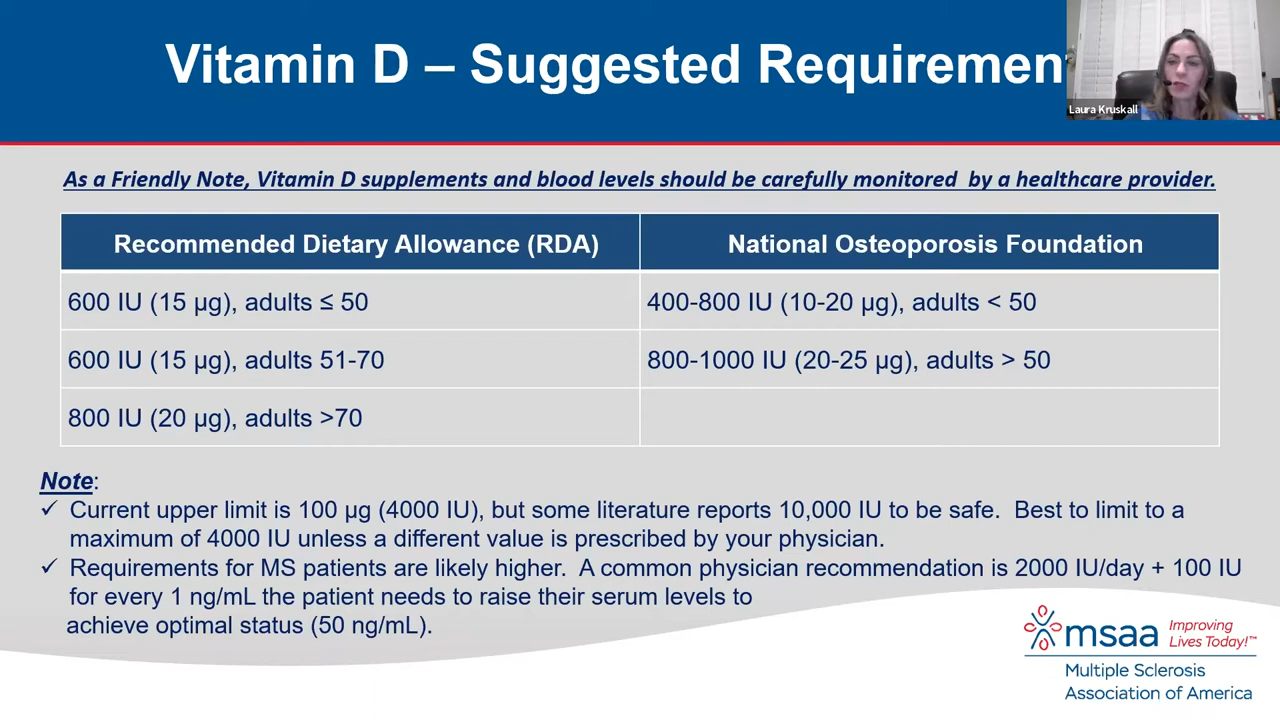 Vitamin D – Suggested Requiremen
Laura Kruskall
As a Friendly Note, Vitamin D supplements and blood levels should be carefully monitored by a healthcare provider.
Recommended Dietary Allowance (RDA)
National Osteoporosis Foundation
600 IU (15 µg), adults ≤ 50
400-800 IU (10-20 µg), adults < 50
600 IU (15 µg), adults 51-70
800-1000 IU (20-25 µg), adults > 50
800 IU (20 µg), adults >70
Note:
✓ Current upper limit is 100 µg (4000 IU), but some literature reports 10,000 IU to be safe. Best to limit to a
maximum of 4000 IU unless a different value is prescribed by your physician.
✓ Requirements for MS patients are likely higher. A common physician recommendation is 2000 IU/day + 100 IU
for every 1 ng/mL the patient needs to raise their serum levels to
achieve optimal status (50 ng/mL).
msaa
Improving
Lives Today!™
Multiple Sclerosis
Association of America